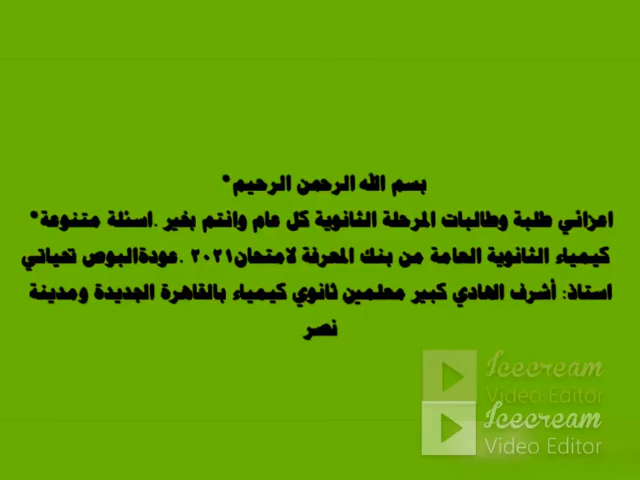 بسم الله الرحمن الرحيم*
اعزائي طلبة وطالبات المرحلة الثانوية كل عام وانتم بخير .اسئلة متنوعة*
كيمياء الثانوية العامة من بنك المعرفة لامتحان٢٠٢١ .عودةالبوص تحياتي
استاذ: أشرف الهادي كبير معلمين ثانوي كيمياء بالقاهرة الجديدة ومدينة
نصر
Icecream
Video Editor
Icecream
Video Editor